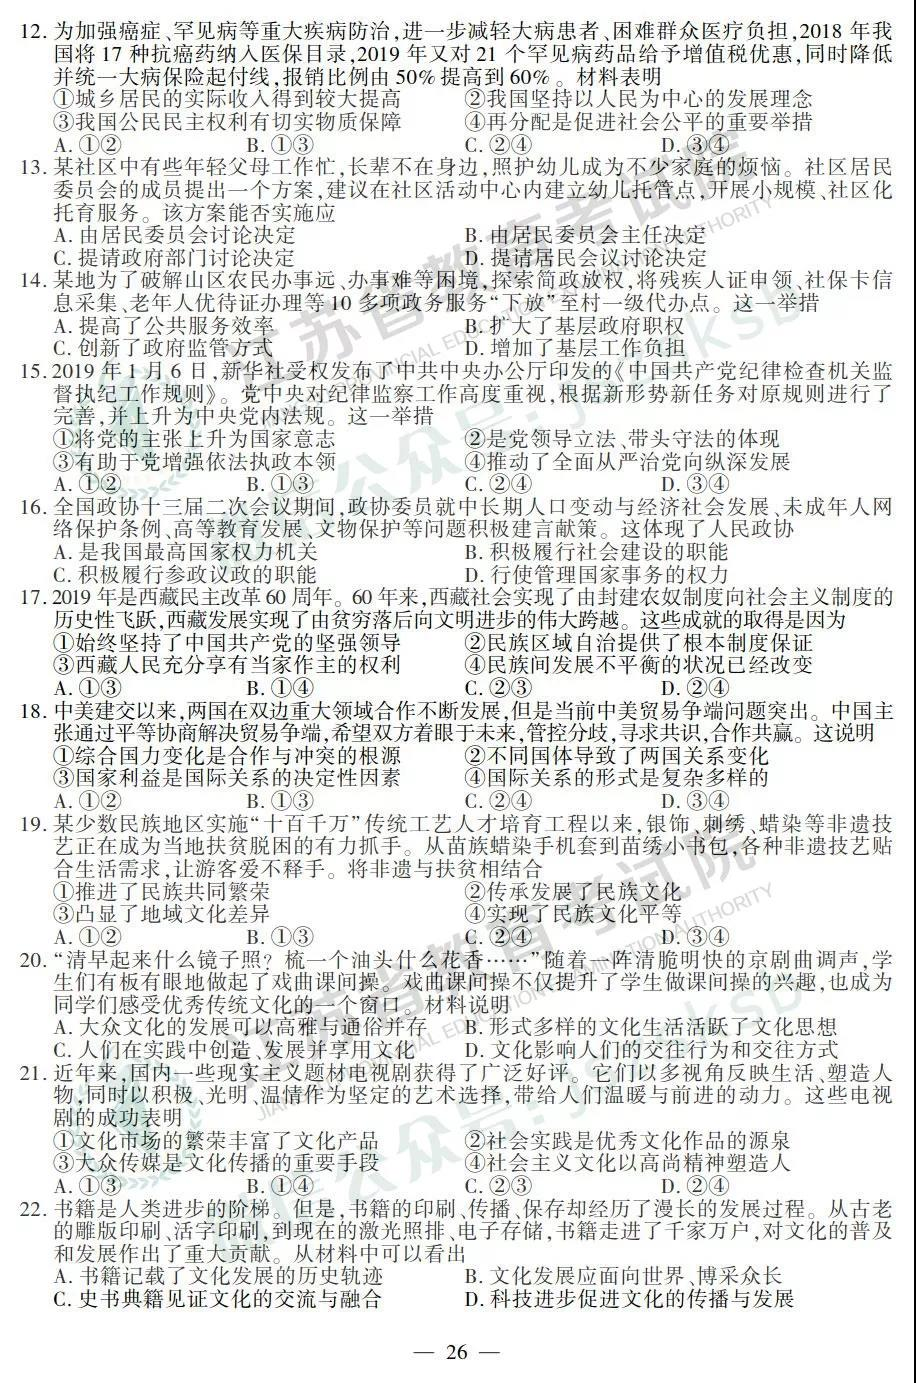 12. 为加强癌症、罕见病等重大疾病防治,进一步减轻大病患者、困难群众医疗负担,2018 年我
国将 17 种抗癌药纳入医保目录,2019 年又对 21 个罕见病药品给予增值税优惠,同时降低
并统一大病保险起付线,报销比例由 50% 提高到 60% 。材料表明
①城乡居民的实际收入得到较大提高 ②我国坚持以人民为中心的发展理念
③我国公民民主权利有切实物质保障 ④再分配是促进社会公平的重要举措
A. ①② B. ①③ C. ②④ D. ③④
13. 某社区中有些年轻父母工作忙,长辈不在身边,照护幼儿成为不少家庭的烦恼。社区居民
委员会的成员提出一个方案,建议在社区活动中心内建立幼儿托管点,开展小规模、社区化
托育服务。该方案能否实施应
A. 由居民委员会讨论决定 B. 由居民委员会主任决定
C. 提请政府部门讨论决定 D. 提请居民会议讨论决定
14. 某地为了破解山区农民办事远、办事难等困境,探索简政放权,将残疾人证申领、社保卡信
息采集、老年人优待证办理等 10 多项政务服务“下放”至村一级代办点。这一举措
A. 提高了公共服务效率 B. 扩大了基层政府职权
C. 创新了政府监管方式 D. 增加了基层工作负担
15. 2019 年 1 月 6 日,新华社受权发布了中共中央办公厅印发的《中国共产党纪律检查机关监
督执纪工作规则》。党中央对纪律监察工作高度重视,根据新形势新任务对原规则进行了
完善,并上升为中央党内法规。这一举措
①将党的主张上升为国家意志 ②是党领导立法、带头守法的体现
③有助于党增强依法执政本领 ④推动了全面从严治党向纵深发展
A. ①② B. ①③ C. ②④ D. ③④
16. 全国政协十三届二次会议期间,政协委员就中长期人口变动与经济社会发展、未成年人网
络保护条例、高等教育发展、文物保护等问题积极建言献策。这体现了人民政协
A. 是我国最高国家权力机关 B. 积极履行社会建设的职能
C. 积极履行参政议政的职能 D. 行使管理国家事务的权力
17. 2019 年是西藏民主改革 60 周年。60 年来,西藏社会实现了由封建农奴制度向社会主义制度的
历史性飞跃,西藏发展实现了由贫穷落后向文明进步的伟大跨越。这些成就的取得是因为
①始终坚持了中国共产党的坚强领导 ②民族区域自治提供了根本制度保证
③西藏人民充分享有当家作主的权利 ④民族间发展不平衡的状况已经改变
A. ①③ B. ①④ C. ②③ D. ②④
18. 中美建交以来,两国在双边重大领域合作不断发展,但是当前中美贸易争端问题突出。中国主
张通过平等协商解决贸易争端,希望双方着眼于未来,管控分歧,寻求共识,合作共赢。这说明
①综合国力变化是合作与冲突的根源 ②不同国体导致了两国关系变化
③国家利益是国际关系的决定性因素 ④国际关系的形式是复杂多样的
A. ①② B. ①③ C. ②④ D. ③④
19. 某少数民族地区实施“十百千万”传统工艺人才培育工程以来,银饰、刺绣、蜡染等非遗技
艺正在成为当地扶贫脱困的有力抓手。从苗族蜡染手机套到苗绣小书包,各种非遗技艺贴
合生活需求,让游客爱不释手。将非遗与扶贫相结合
①推进了民族共同繁荣 ②传承发展了民族文化
③凸显了地域文化差异 ④实现了民族文化平等
A. ①② B. ①③ C. ②④ D. ③④
20. “清早起来什么镜子照?梳一个油头什么花香……”随着一阵清脆明快的京剧曲调声,学
生们有板有眼地做起了戏曲课间操。戏曲课间操不仅提升了学生做课间操的兴趣,也成为
同学们感受优秀传统文化的一个窗口。材料说明
A. 大众文化的发展可以高雅与通俗并存 B. 形式多样的文化生活活跃了文化思想
C. 人们在实践中创造、发展并享用文化 D. 文化影响人们的交往行为和交往方式
21. 近年来,国内一些现实主义题材电视剧获得了广泛好评。它们以多视角反映生活、塑造人
物,同时以积极、光明、温情作为坚定的艺术选择,带给人们温暖与前进的动力。这些电视
剧的成功表明
①文化市场的繁荣丰富了文化产品 ②社会实践是优秀文化作品的源泉
③大众传媒是文化传播的重要手段 ④社会主义文化以高尚精神塑造人
A. ①③ B. ①④ C. ②③ D. ②④
22. 书籍是人类进步的阶梯。但是,书籍的印刷、传播、保存却经历了漫长的发展过程。从古老
的雕版印刷、活字印刷,到现在的激光照排、电子存储,书籍走进了千家万户,对文化的普及
和发展作出了重大贡献。从材料中可以看出
A. 书籍记载了文化发展的历史轨迹 B. 文化发展应面向世界、博采众长
C. 史书典籍见证文化的交流与融合 D. 科技进步促进文化的传播与发展
— 26 —
江苏省教育考试院
JIANGSU PROVINCIAL EDUCATION EXAMINATION AUTHORITY
微信公众号:jszsksb
江苏省教育考试院
JIANGSU PROVINCIAL EDUCATION EXAMINATION AUTHORITY
微信公众号:jszsksb